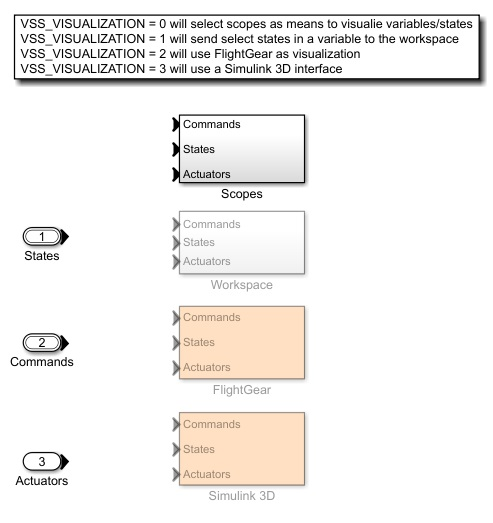 VSS_VISUALIZATION = 0 will select scopes as means to visualie variables/states
VSS_VISUALIZATION = 1 will send select states in a variable to the workspace
VSS_VISUALIZATION = 2 will use FlightGear as visualization
VSS_VISUALIZATION = 3 will use a Simulink 3D interface
Commands
States
Actuators
Scopes
1
States
Commands
States
Actuators
Workspace
2
Commands
Commands
States
Actuators
FlightGear
3
Actuators
Commands
States
Actuators
Simulink 3D